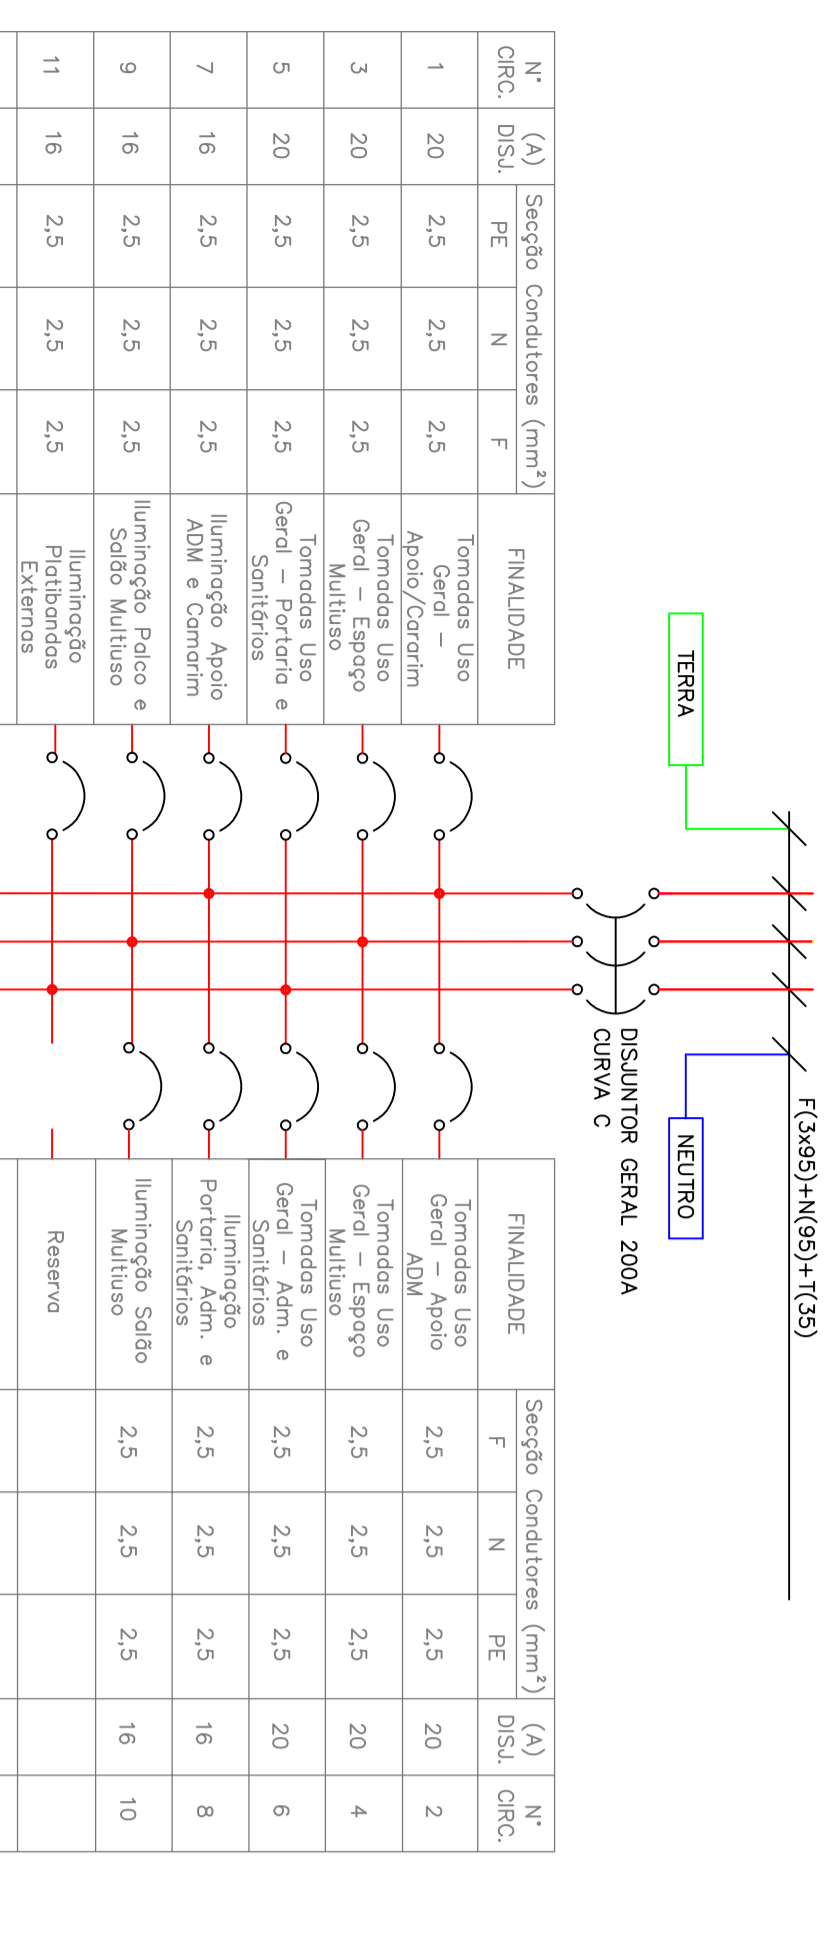 F(3x95)+N(95)+T(35)
TERRA
NEUTRO
DISJUNTOR GERAL 200A
CURVA C
N° CIRC.
(A) DISJ.
Secção Condutores (mm²)
PE
N
F
FINALIDADE
FINALIDADE
Secção Condutores (mm²)
F
N
PE
(A) DISJ.
N° CIRC.
1
20
2,5
2,5
2,5
Tomadas Uso
Geral –
Apoio/Cararim
Tomadas Uso
Geral – Apoio
ADM
2,5
2,5
2,5
20
2
3
20
2,5
2,5
2,5
Tomadas Uso
Geral – Espaço
Multiuso
Tomadas Uso
Geral – Espaço
Multiuso
2,5
2,5
2,5
20
4
5
20
2,5
2,5
2,5
Tomadas Uso
Geral – Portaria e
Sanitários
Tomadas Uso
Geral – Adm. e
Sanitários
2,5
2,5
2,5
20
6
7
16
2,5
2,5
2,5
Iluminação Apoio
ADM e Camarim
Iluminação
Portaria, Adm. e
Sanitários
2,5
2,5
2,5
16
8
9
16
2,5
2,5
2,5
Iluminação Palco e
Salão Multiuso
Iluminação Salão
Multiuso
2,5
2,5
2,5
16
10
11
16
2,5
2,5
2,5
Iluminação
Platibandas
Externas
Reserva